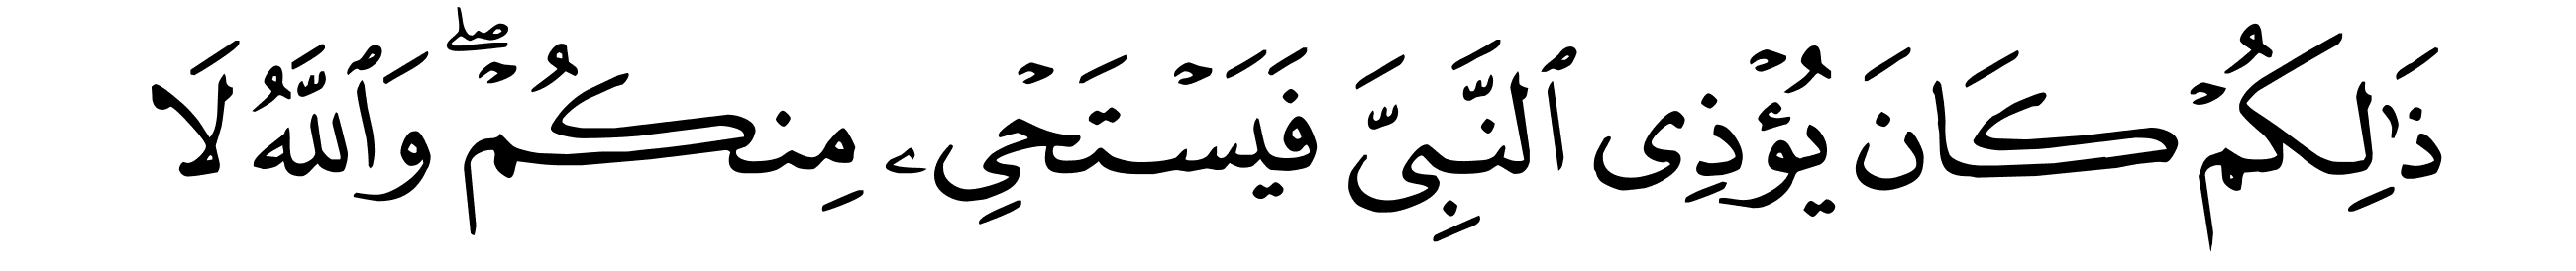 ذَٰلِكُمْ كَانَ يُؤْذِى ٱلنَّبِىَّ فَيَسْتَحْىِۦ مِنكُمْ ۖ وَٱللَّهُ لَا